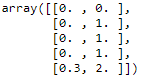 array([[0. , 0. ],
       [0. , 1. ],
       [0. , 1. ],
       [0. , 1. ],
       [0.3, 2. ]])